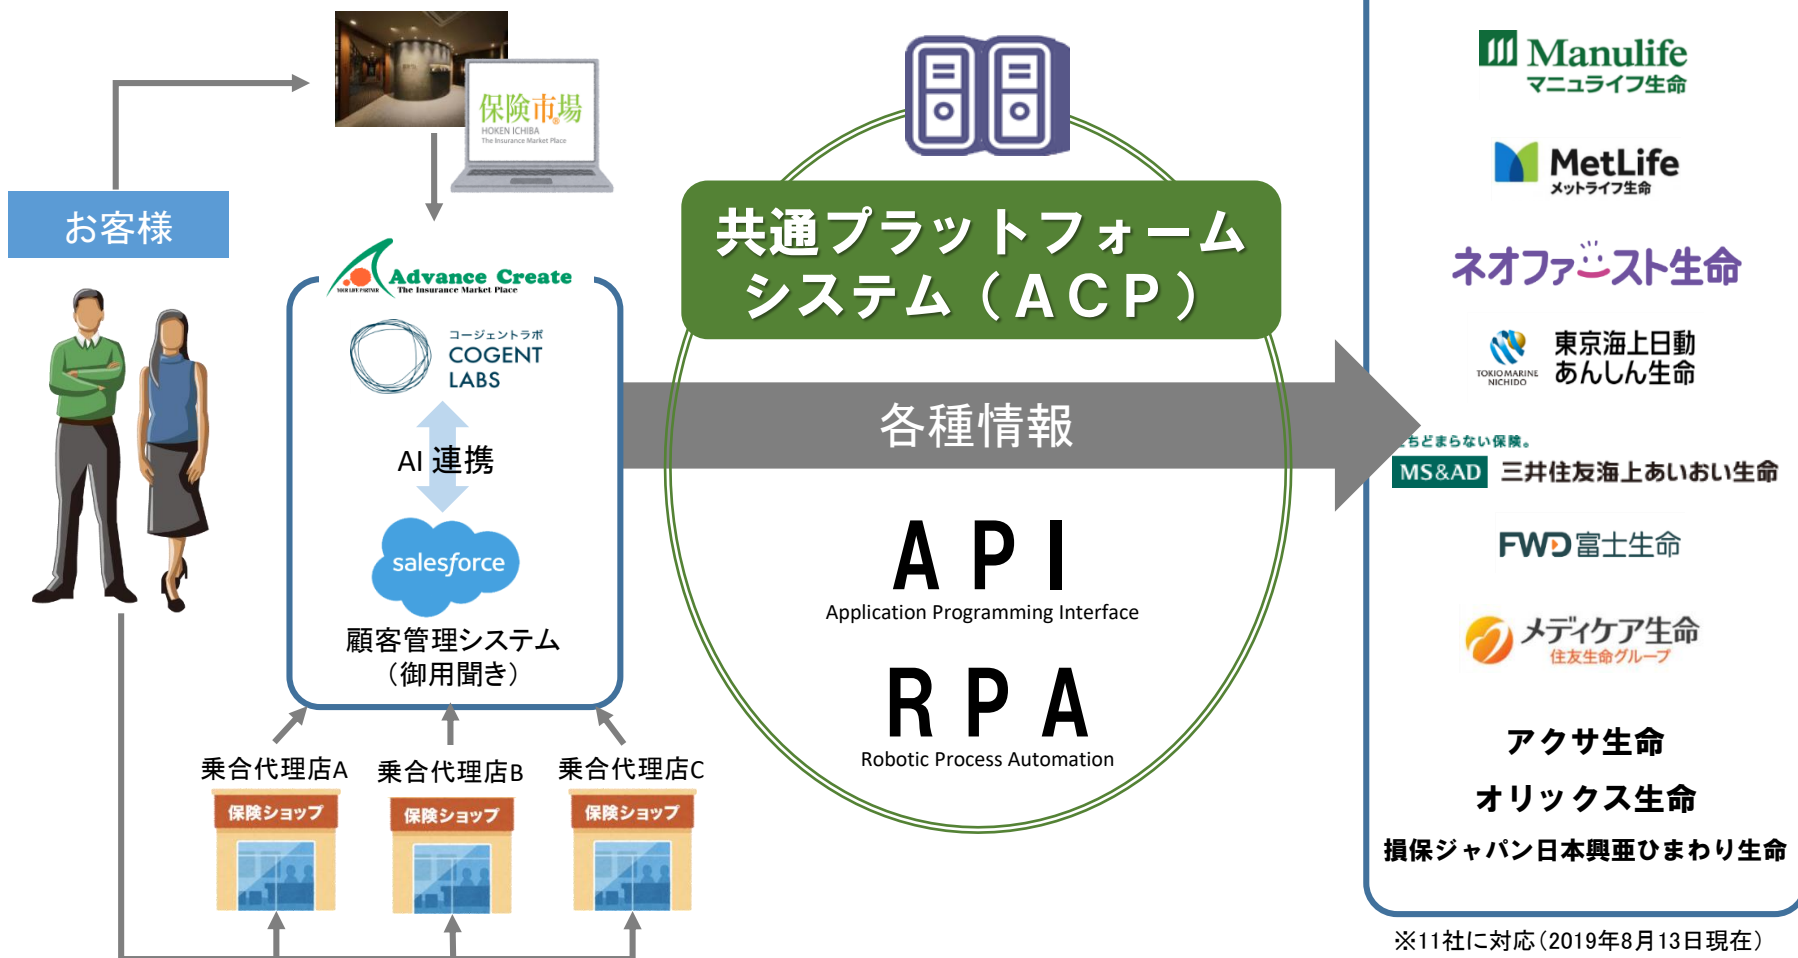 お客様
保険市場
HOKEN ICHIBA
The Insurance Market Place
Advance Create
The Insurance Market Place
YOUR LIFE PARTNER
コージェントラボ
COGENT
LABS
AI 連携
salesforce
顧客管理システム
（御用聞き）
乗合代理店A
乗合代理店B
乗合代理店C
保険ショップ
保険ショップ
保険ショップ
共通プラットフォーム
システム（ACP）
各種情報
API
Application Programming Interface
RPA
Robotic Process Automation
Manulife
マニュライフ生命
MetLife
メットライフ生命
ネオファースト生命
TOKIO MARINE
NICHIDO
東京海上日動
あんしん生命
ちどまらない保険。
MS&AD 三井住友海上あいおい生命
FWD富士生命
メディケア生命
住友生命グループ
アクサ生命
オリックス生命
損保ジャパン日本興亜ひまわり生命
※11社に対応（2019年8月13日現在）